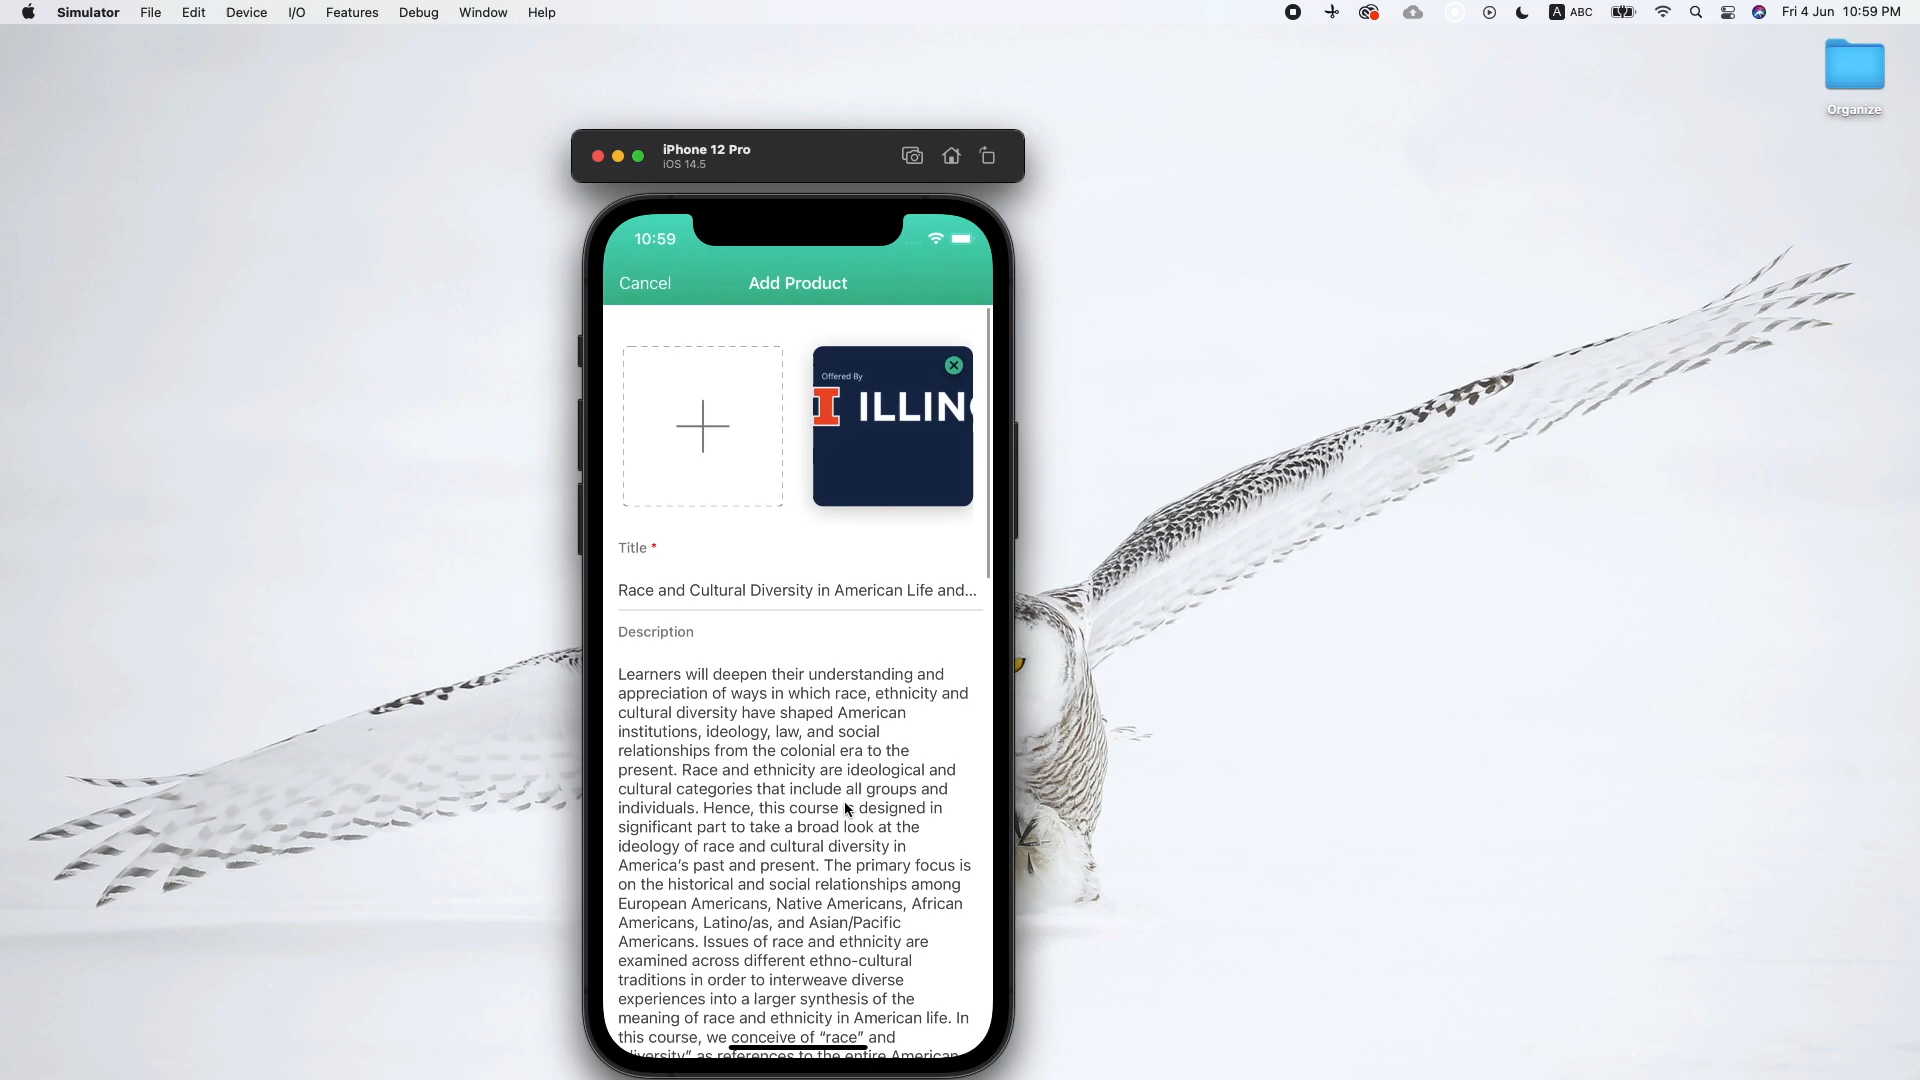 Simulator File Edit Device I/O Features Debug Window Help A ABC Fri 4 Jun 10:59 PM
Organize
iPhone 12 Pro
iOS 14.5
10:59
Cancel Add Product
Offered By
I ILLIN
Title *
Race and Cultural Diversity in American Life and...
Description
Learners will deepen their understanding and
appreciation of ways in which race, ethnicity and
cultural diversity have shaped American
institutions, ideology, law, and social
relationships from the colonial era to the
present. Race and ethnicity are ideological and
cultural categories that include all groups and
individuals. Hence, this course is designed in
significant part to take a broad look at the
ideology of race and cultural diversity in
America's past and present. The primary focus is
on the historical and social relationships among
European Americans, Native Americans, African
Americans, Latino/as, and Asian/Pacific
Americans. Issues of race and ethnicity are
examined across different ethno-cultural
traditions in order to interweave diverse
experiences into a larger synthesis of the
meaning of race and ethnicity in American life. In
this course, we conceive of “race” and
diversity” as references to the entire American